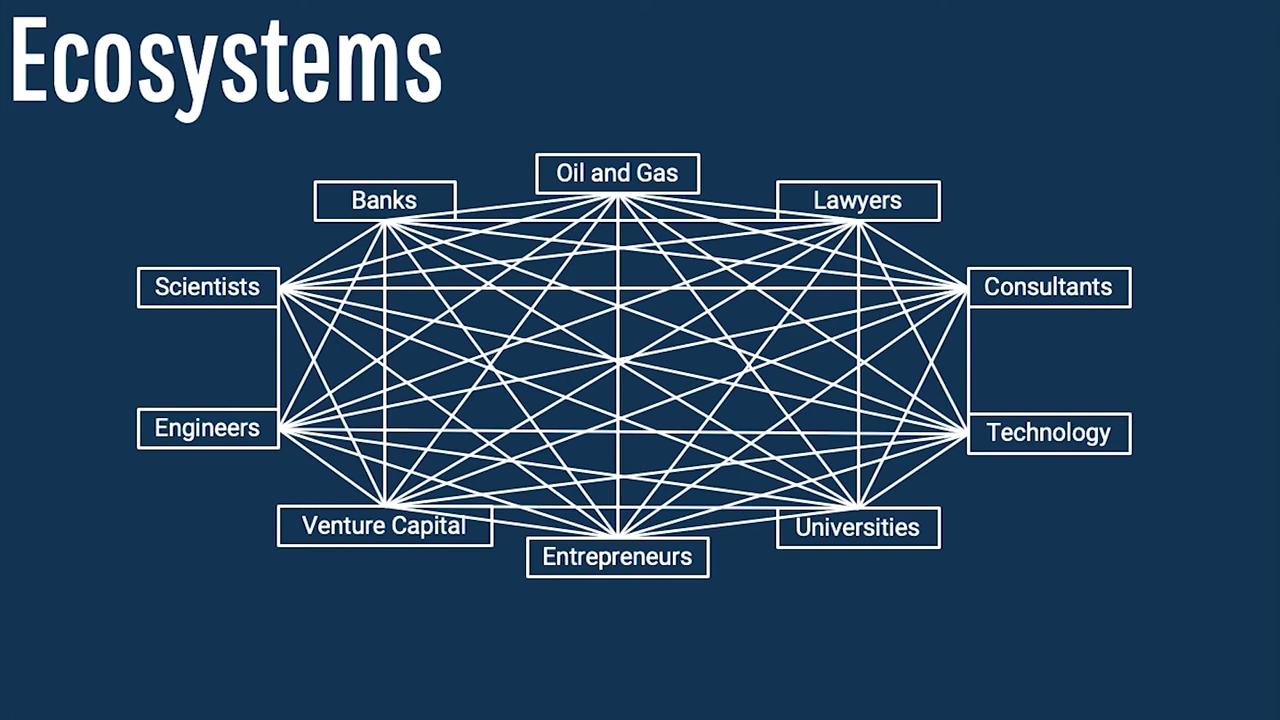 Ecosystems
Oil and Gas
Banks
Lawyers
Scientists
Consultants
Engineers
Technology
Venture Capital
Universities
Entrepreneurs